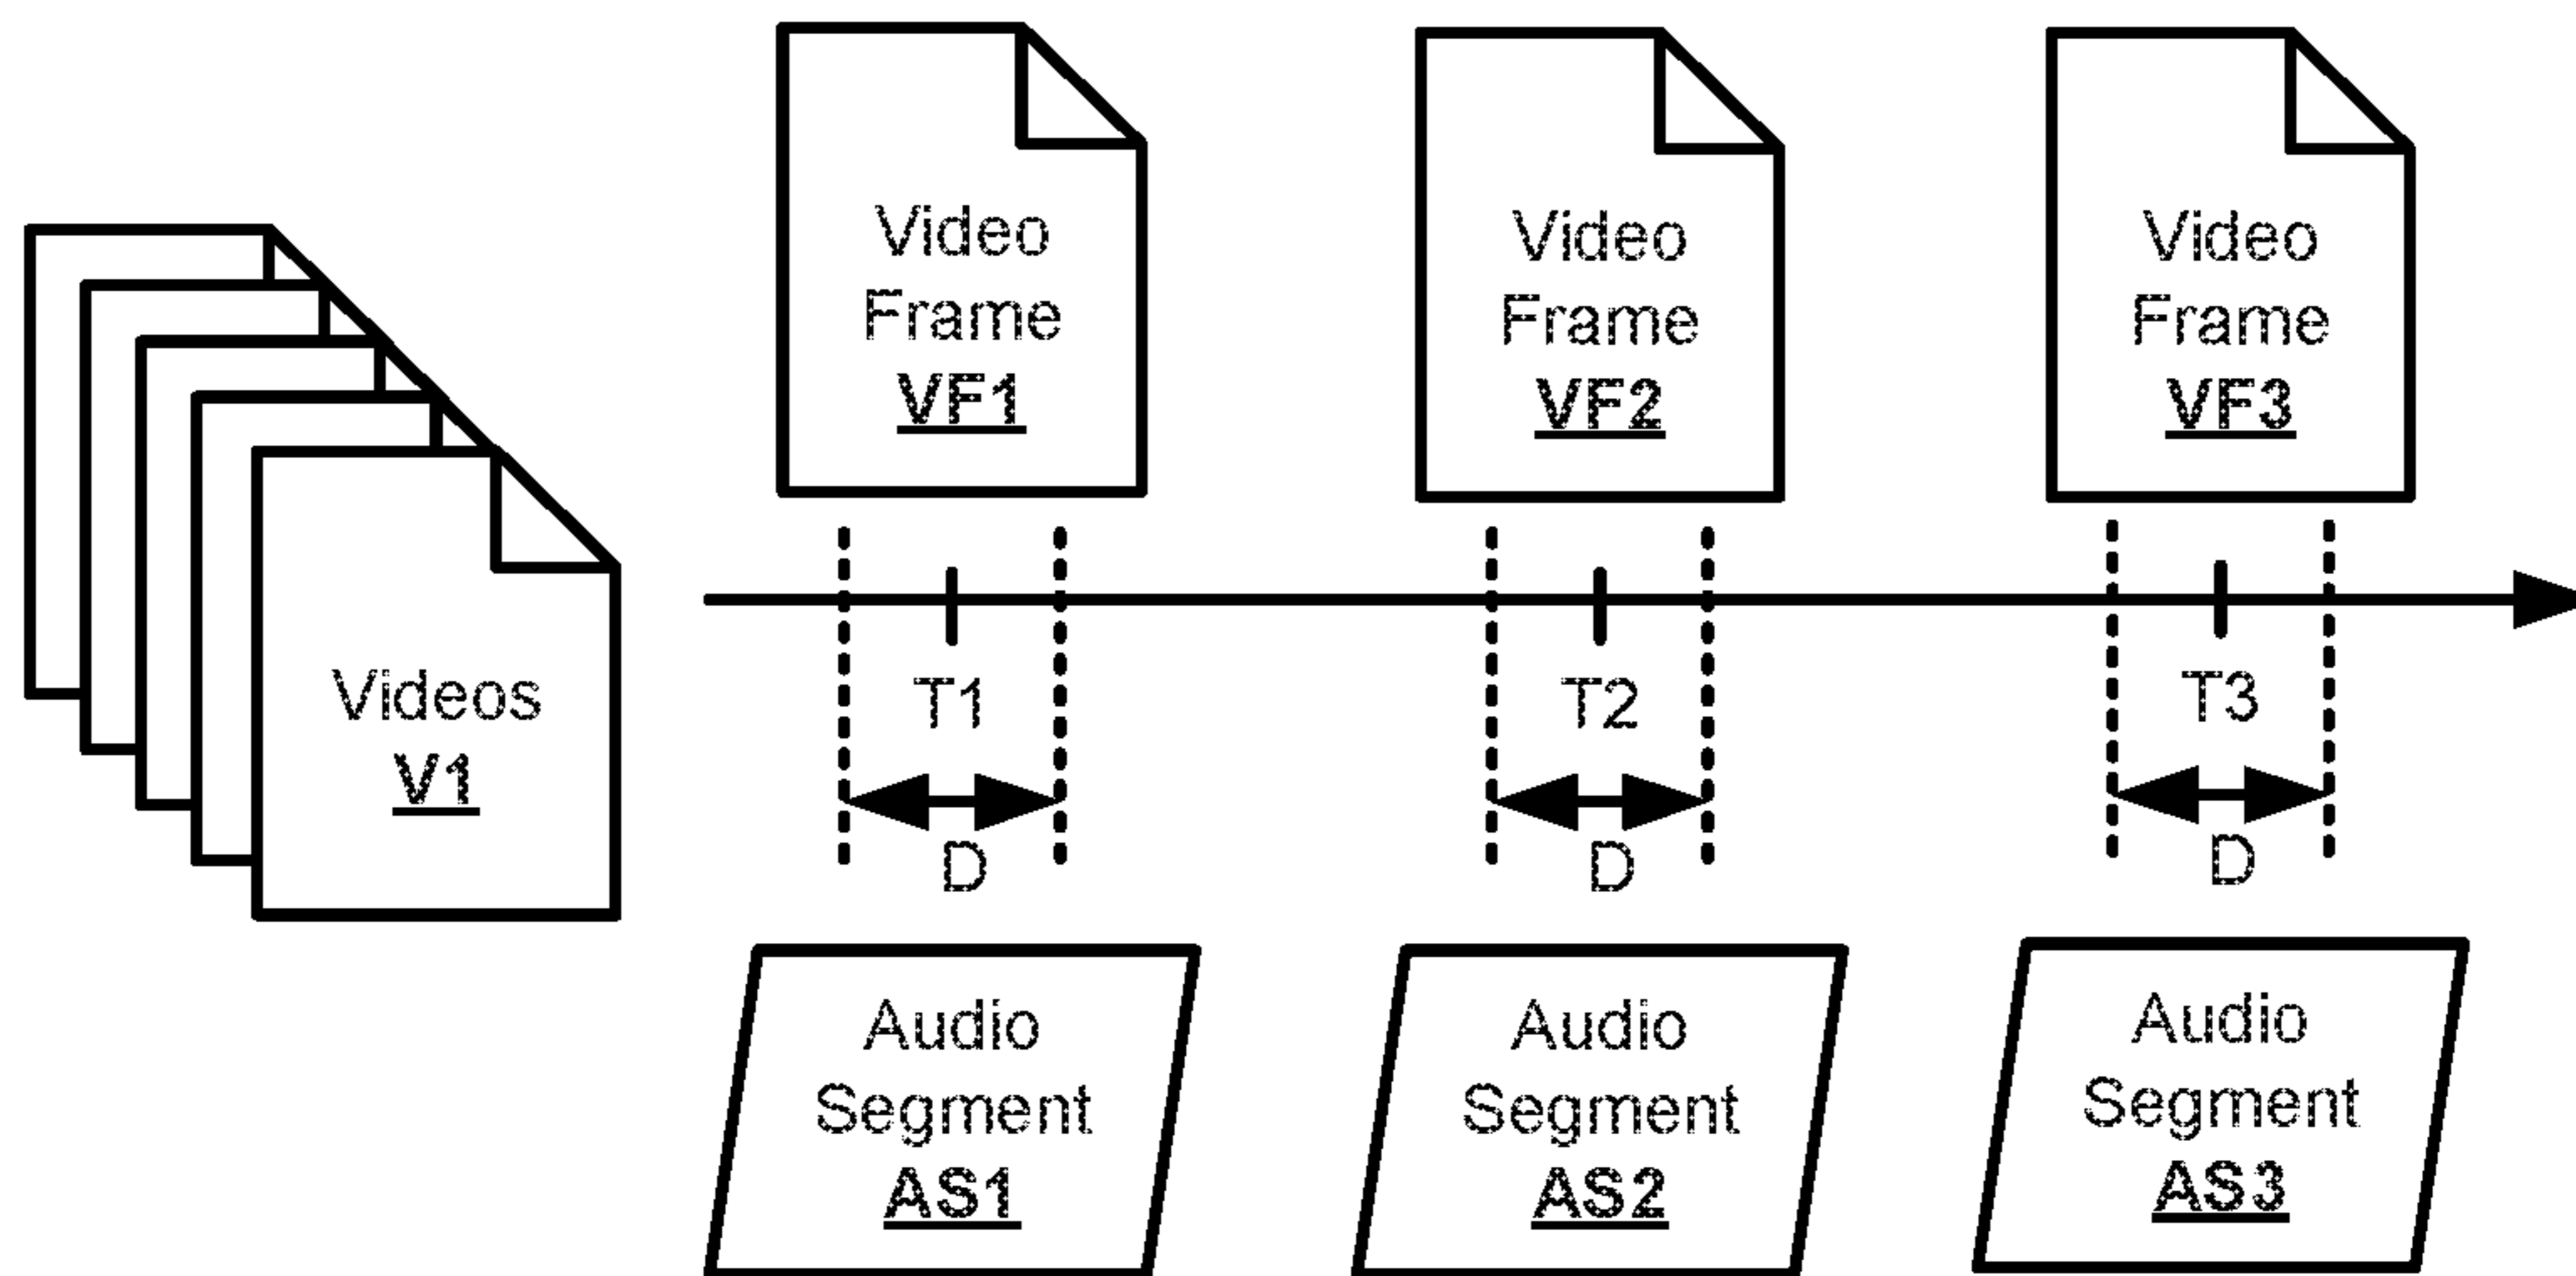 Videos
V1
Video
Frame
VF1
Video
Frame
VF2
Video
Frame
VF3
T1
D
T2
D
T3
D
Audio
Segment
AS1
Audio
Segment
AS2
Audio
Segment
AS3